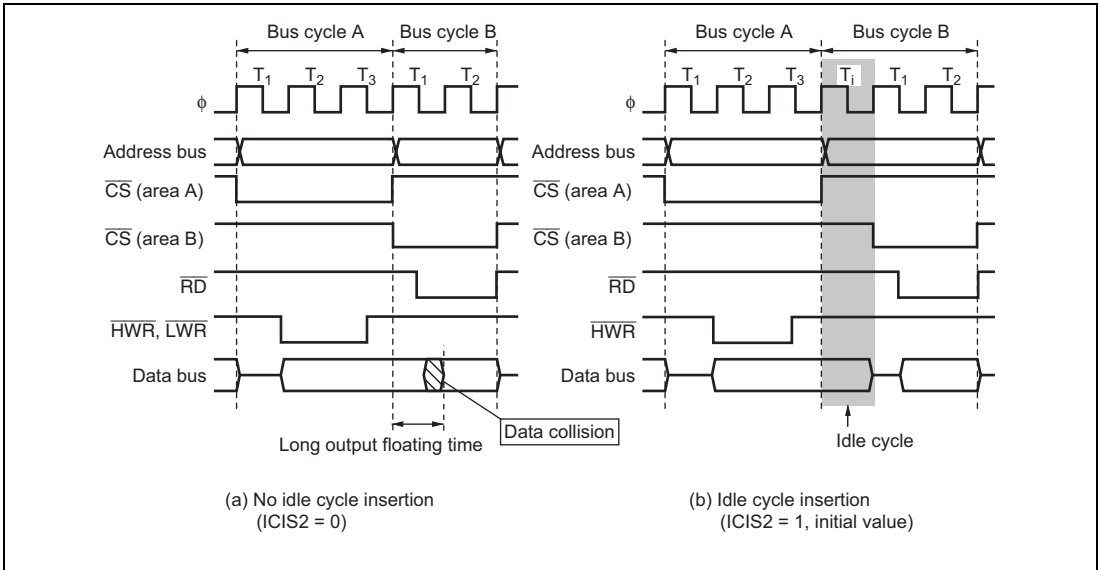 Bus cycle A Bus cycle B
T1 T2 T3 T1 T2
ϕ
Address bus
CS (area A)
CS (area B)
RD
HWR, LWR
Data bus
Long output floating time
Data collision
(a) No idle cycle insertion
(ICIS2 = 0)
Bus cycle A Bus cycle B
T1 T2 T3 Ti T1 T2
ϕ
Address bus
CS (area A)
CS (area B)
RD
HWR
Data bus
Idle cycle
(b) Idle cycle insertion
(ICIS2 = 1, initial value)